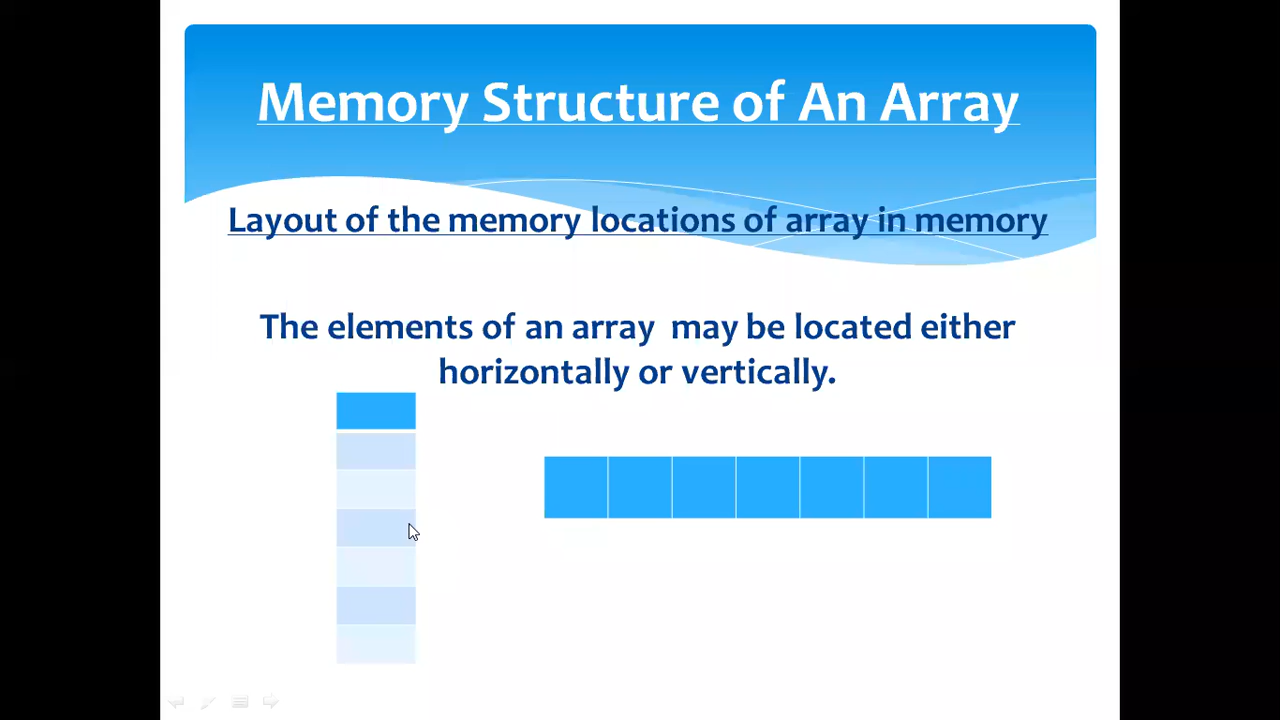 Memory Structure of An Array
Layout of the memory locations of array in memory
The elements of an array  may be located either
horizontally or vertically.